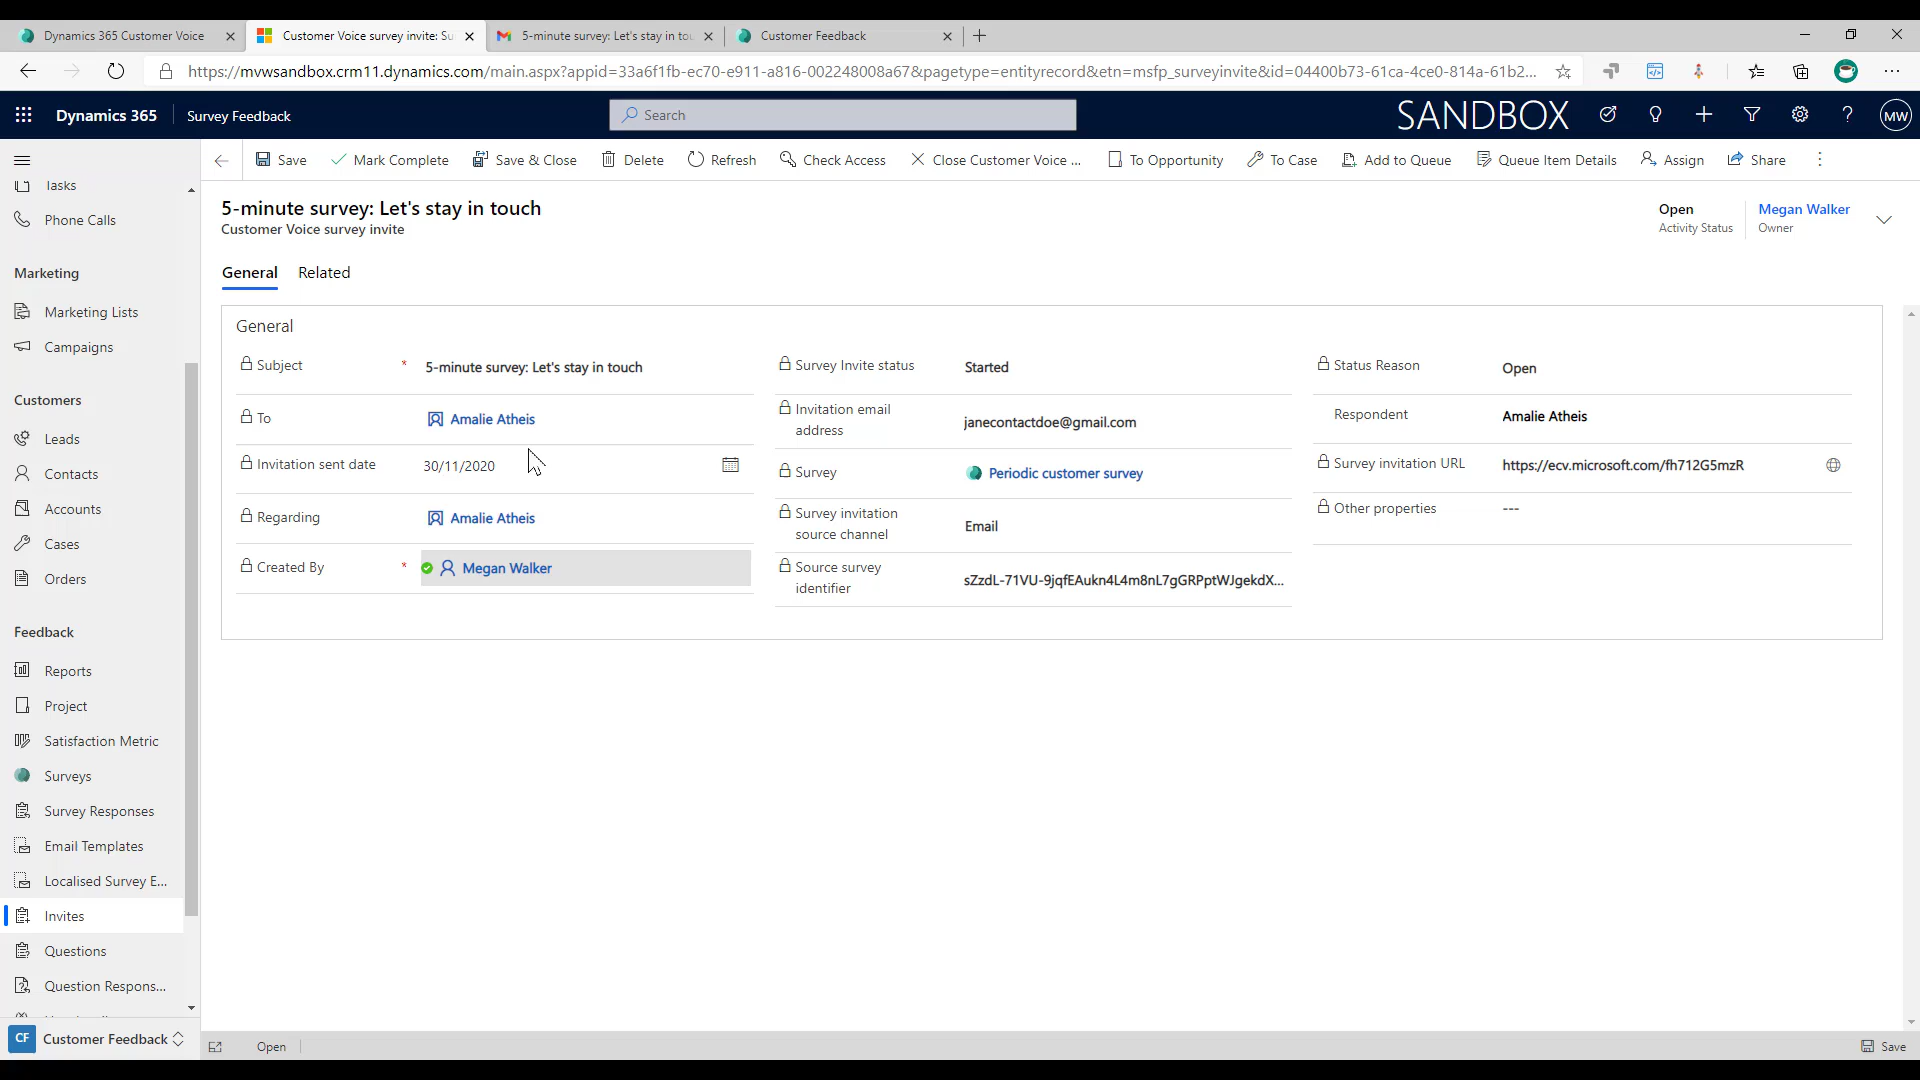 Dynamics 365 Customer Voice
Customer Voice survey invite: Su
5-minute survey: Let's stay in tou
Customer Feedback
https://mvwsandbox.crm11.dynamics.com/main.aspx?appid=33a6f1fb-ec70-e911-a816-002248008a67&pagetype=entityrecord&etn=msfp_surveyinvite&id=04400b73-61ca-4ce0-814a-61b2...
Dynamics 365
Survey Feedback
Search
SANDBOX
MW
Save
Mark Complete
Save & Close
Delete
Refresh
Check Access
Close Customer Voice ...
To Opportunity
To Case
Add to Queue
Queue Item Details
Assign
Share
Tasks
Phone Calls
Marketing
Marketing Lists
Campaigns
Customers
Leads
Contacts
Accounts
Cases
Orders
Feedback
Reports
Project
Satisfaction Metric
Surveys
Survey Responses
Email Templates
Localised Survey E...
Invites
Questions
Question Respons...
CF Customer Feedback
5-minute survey: Let's stay in touch
Customer Voice survey invite
Open
Activity Status
Megan Walker
Owner
General
Related
General
Subject * 5-minute survey: Let's stay in touch
To Amalie Atheis
Invitation sent date 30/11/2020
Regarding Amalie Atheis
Created By * Megan Walker
Survey Invite status Started
Invitation email
address
janecontactdoe@gmail.com
Survey Periodic customer survey
Survey invitation
source channel
Email
Source survey
identifier
sZzdL-71VU-9jqfEAukn4L4m8nL7gGRPptWJgekdX...
Status Reason Open
Respondent Amalie Atheis
Survey invitation URL https://ecv.microsoft.com/fh712G5mzR
Other properties ---
Open
Save